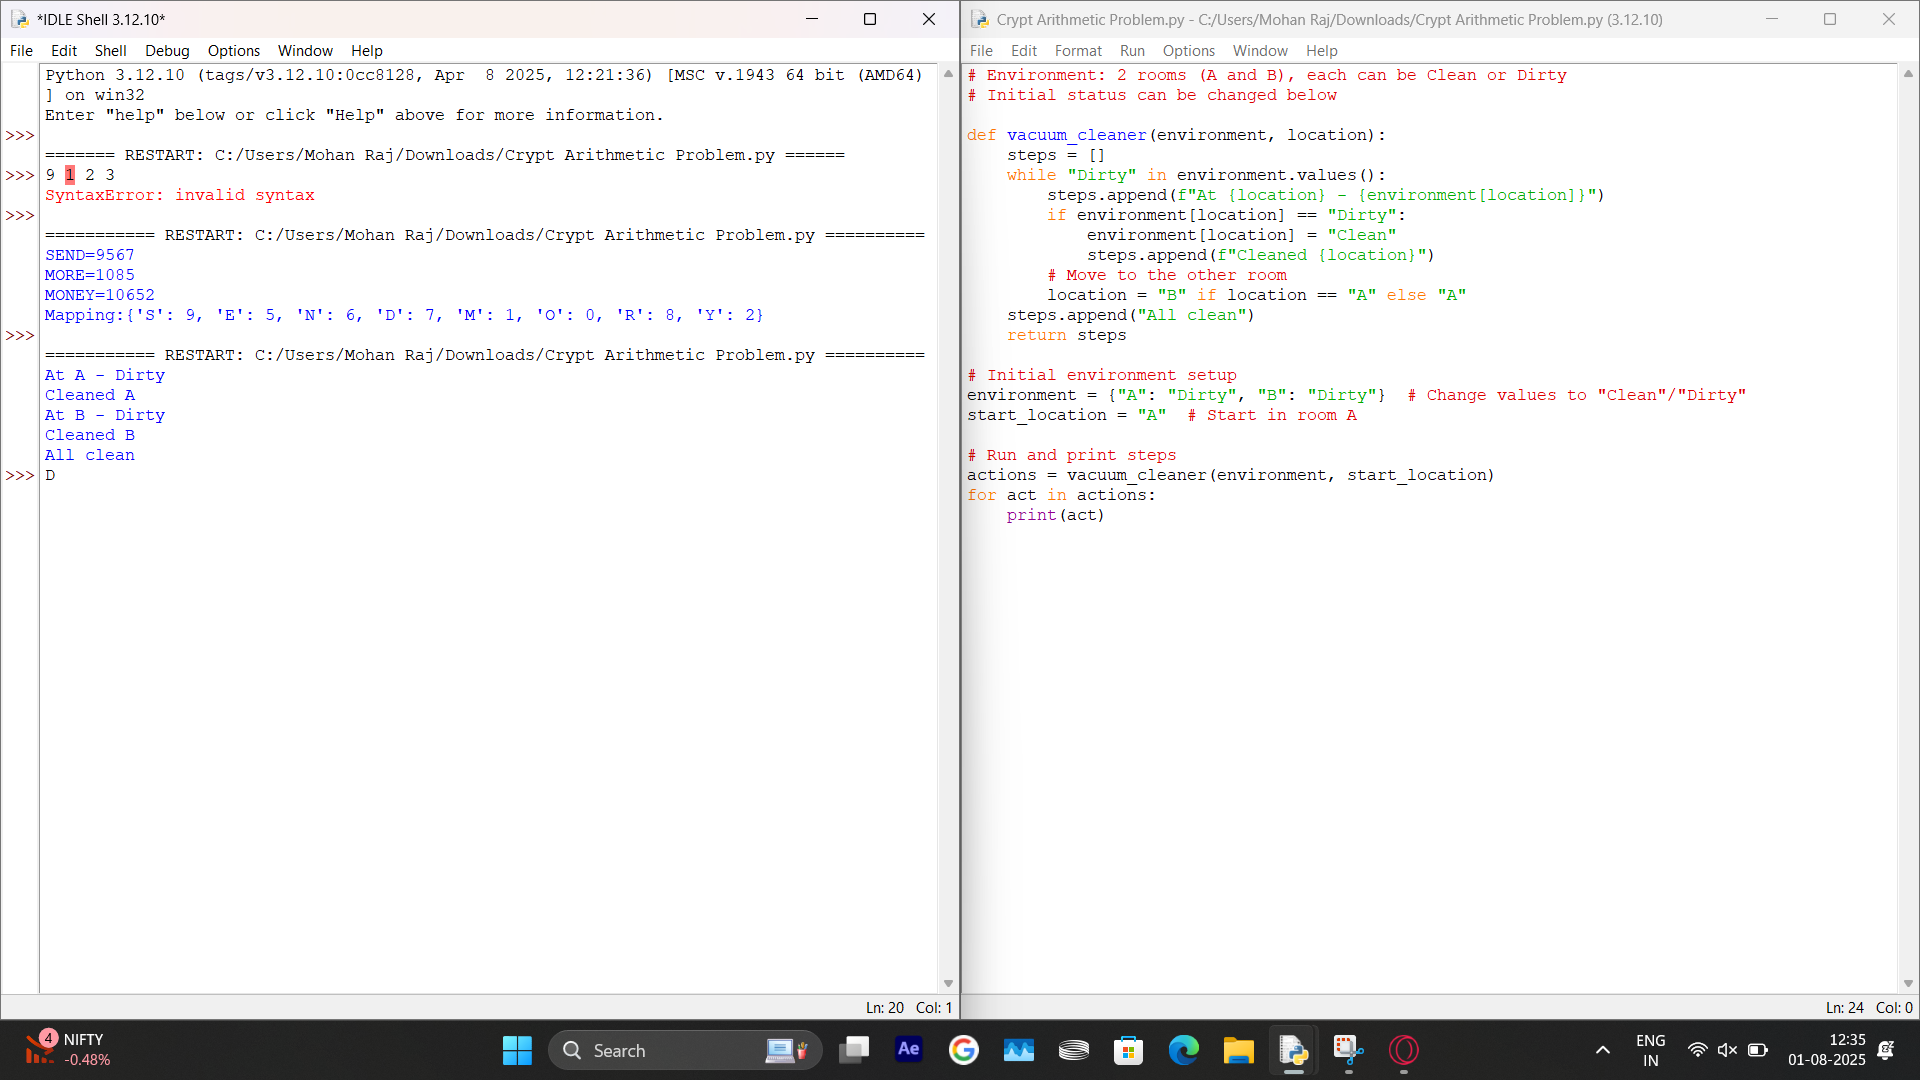 *IDLE Shell 3.12.10*
File Edit Shell Debug Options Window Help
Python 3.12.10 (tags/v3.12.10:0cc8128, Apr  8 2025, 12:21:36) [MSC v.1943 64 bit (AMD64)
] on win32
Enter "help" below or click "Help" above for more information.
>>>
======= RESTART: C:/Users/Mohan Raj/Downloads/Crypt Arithmetic Problem.py ======
>>> 9 1 2 3
SyntaxError: invalid syntax
>>>
=========== RESTART: C:/Users/Mohan Raj/Downloads/Crypt Arithmetic Problem.py ==========
SEND=9567
MORE=1085
MONEY=10652
Mapping:{'S': 9, 'E': 5, 'N': 6, 'D': 7, 'M': 1, 'O': 0, 'R': 8, 'Y': 2}
>>>
=========== RESTART: C:/Users/Mohan Raj/Downloads/Crypt Arithmetic Problem.py ==========
At A - Dirty
Cleaned A
At B - Dirty
Cleaned B
All clean
>>> D
Ln: 20 Col: 1
Crypt Arithmetic Problem.py - C:/Users/Mohan Raj/Downloads/Crypt Arithmetic Problem.py (3.12.10)
File Edit Format Run Options Window Help
# Environment: 2 rooms (A and B), each can be Clean or Dirty
# Initial status can be changed below
def vacuum_cleaner(environment, location):
    steps = []
    while "Dirty" in environment.values():
        steps.append(f"At {location} - {environment[location]}")
        if environment[location] == "Dirty":
            environment[location] = "Clean"
            steps.append(f"Cleaned {location}")
        # Move to the other room
        location = "B" if location == "A" else "A"
    steps.append("All clean")
    return steps
# Initial environment setup
environment = {"A": "Dirty", "B": "Dirty"}  # Change values to "Clean"/"Dirty"
start_location = "A"  # Start in room A
# Run and print steps
actions = vacuum_cleaner(environment, start_location)
for act in actions:
    print(act)
Ln: 24 Col: 0
4
NIFTY
-0.48%
Search
Ae
ENG
IN
12:35
01-08-2025